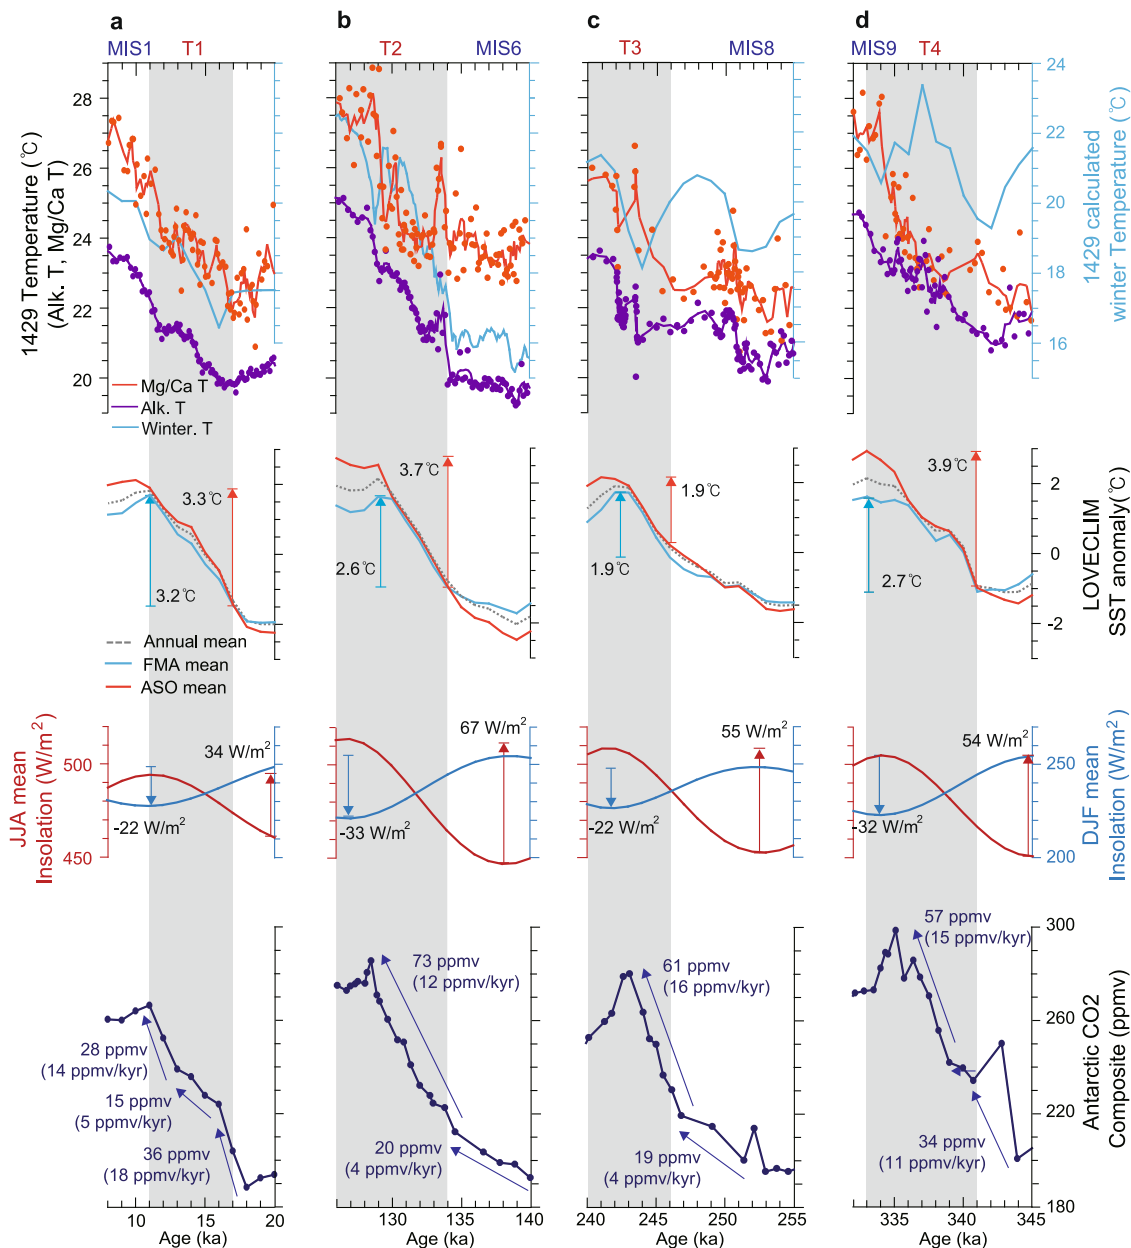 a
b
c
d
MIS1
T1
T2
MIS6
T3
MIS8
MIS9
T4
1429 Temperature (℃)
(Alk. T, Mg/Ca T)
28
26
24
22
20
24
22
20
18
16
1429 calculated
winter Temperature (℃)
Mg/Ca T
Alk. T
Winter. T
3.3℃
3.2℃
3.7℃
2.6℃
1.9℃
1.9℃
3.9℃
2.7℃
2
0
-2
LOVECLIM
SST anomaly(℃)
Annual mean
FMA mean
ASO mean
JJA mean
Insolation (W/m²)
500
450
34 W/m²
-22 W/m²
67 W/m²
-33 W/m²
55 W/m²
-22 W/m²
54 W/m²
-32 W/m²
250
200
DJF mean
Insolation (W/m²)
28 ppmv
(14 ppmv/kyr)
15 ppmv
(5 ppmv/kyr)
36 ppmv
(18 ppmv/kyr)
73 ppmv
(12 ppmv/kyr)
20 ppmv
(4 ppmv/kyr)
61 ppmv
(16 ppmv/kyr)
19 ppmv
(4 ppmv/kyr)
57 ppmv
(15 ppmv/kyr)
34 ppmv
(11 ppmv/kyr)
300
260
220
180
Antarctic CO2
Composite (ppmv)
10
15
20
130
135
140
240
245
250
255
335
340
345
Age (ka)
Age (ka)
Age (ka)
Age (ka)